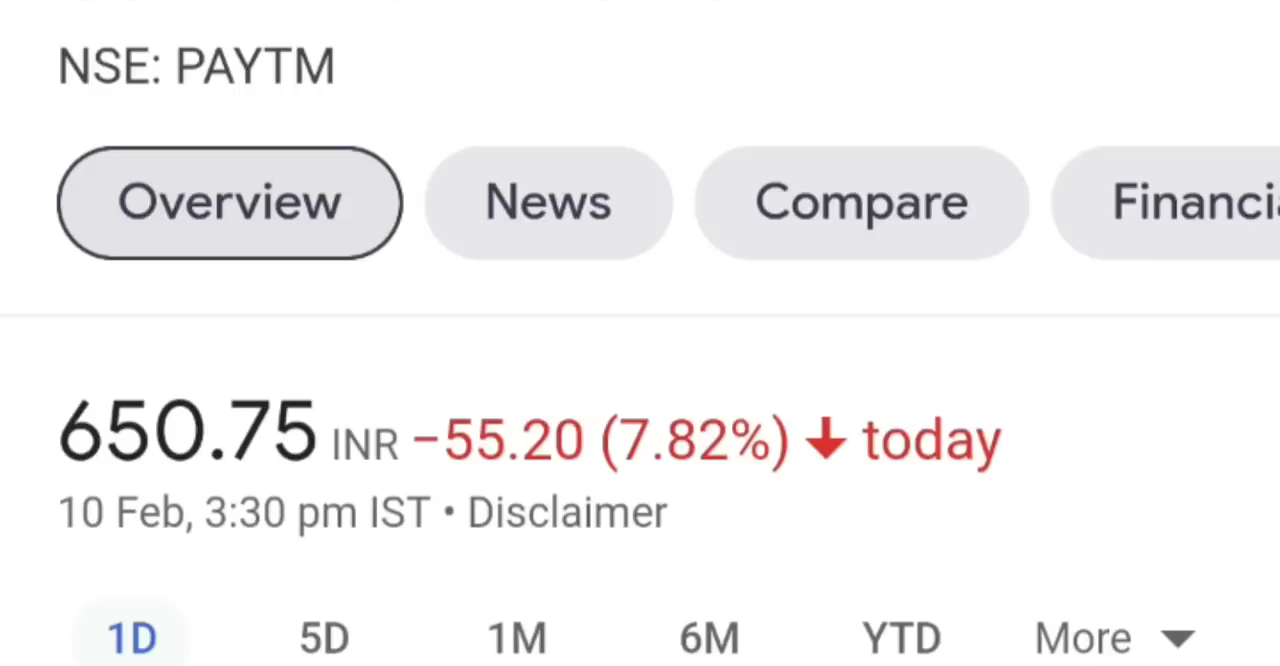 NSE: PAYTM
Overview News Compare
650.75 INR −55.20 (7.82%) ↓ today
10 Feb, 3:30 pm IST • Disclaimer
1D 5D 1M 6M YTD More